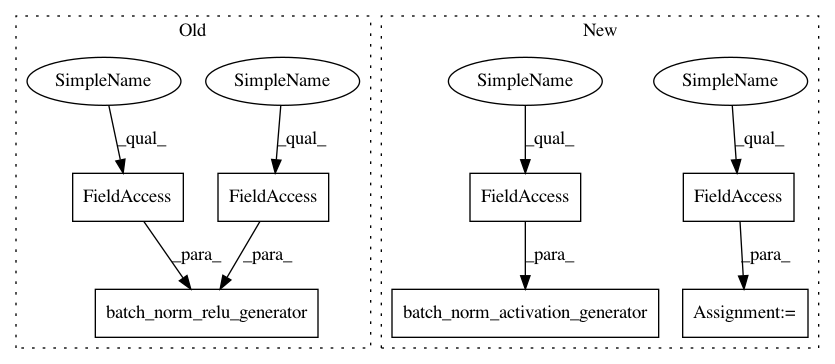 Old
New
SimpleName
SimpleName
SimpleName
SimpleName
_qual_
_qual_
_qual_
_qual_
FieldAccess
FieldAccess
FieldAccess
FieldAccess
_para_
_para_
_para_
_para_
batch_norm_relu_generator
batch_norm_activation_generator
Assignment:=